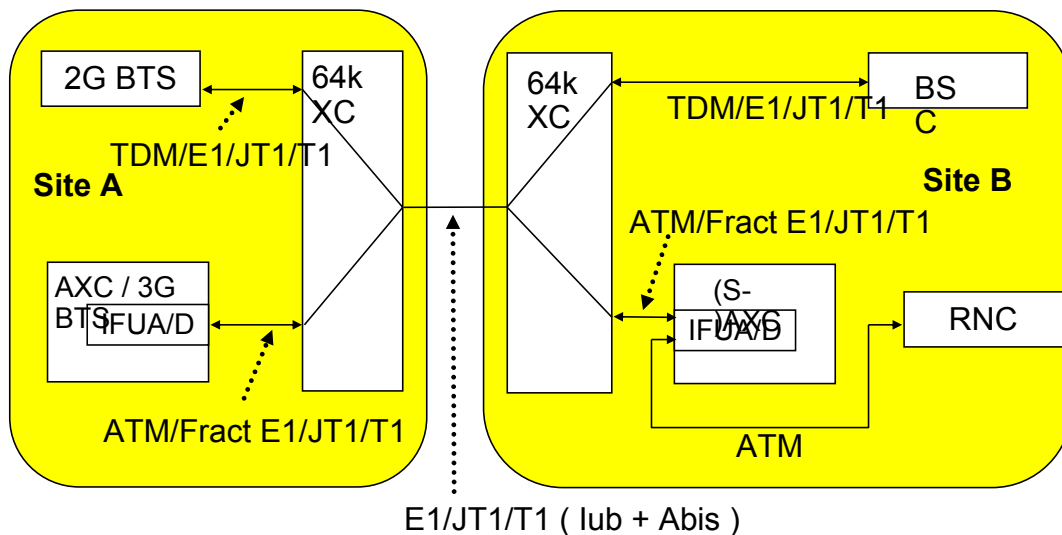 2G BTS
64k
XC
TDM/E1/JT1/T1
Site A
AXC / 3G
BTS
IFUA/D
ATM/Fract E1/JT1/T1
64k
XC
BS
C
TDM/E1/JT1/T1
Site B
ATM/Fract E1/JT1/T1
(S-
)AXC
IFUA/D
RNC
ATM
E1/JT1/T1 ( Iub + Abis )